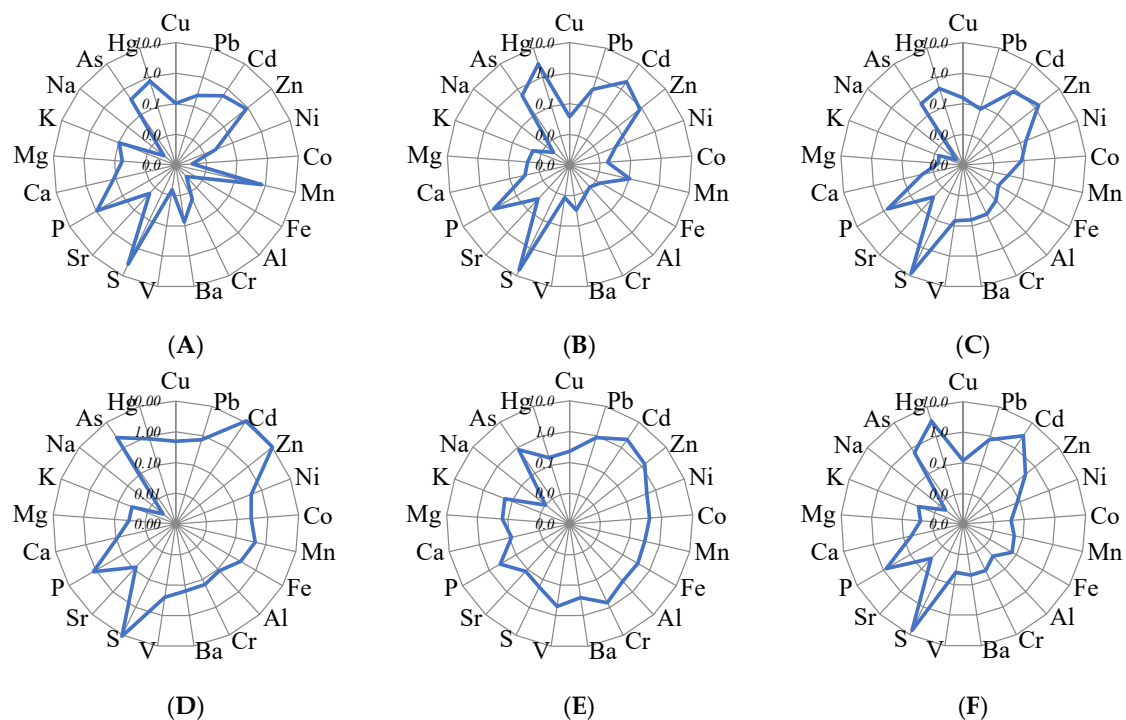 Cu
Pb
Cd
Zn
Ni
Co
Mn
Fe
Al
Cr
Ba
V
S
Sr
P
Ca
Mg
K
Na
As
Hg
10.0
1.0
0.1
0.0
0.0
(A)
Cu
Pb
Cd
Zn
Ni
Co
Mn
Fe
Al
Cr
Ba
V
S
Sr
P
Ca
Mg
K
Na
As
Hg
10.0
1.0
0.1
0.0
0.0
(B)
Cu
Pb
Cd
Zn
Ni
Co
Mn
Fe
Al
Cr
Ba
V
S
Sr
P
Ca
Mg
K
Na
As
Hg
10.0
1.0
0.1
0.0
0.0
(C)
Cu
Pb
Cd
Zn
Ni
Co
Mn
Fe
Al
Cr
Ba
V
S
Sr
P
Ca
Mg
K
Na
As
Hg
10.00
1.00
0.10
0.01
0.00
(D)
Cu
Pb
Cd
Zn
Ni
Co
Mn
Fe
Al
Cr
Ba
V
S
Sr
P
Ca
Mg
K
Na
As
Hg
10.0
1.0
0.1
0.0
0.0
(E)
Cu
Pb
Cd
Zn
Ni
Co
Mn
Fe
Al
Cr
Ba
V
S
Sr
P
Ca
Mg
K
Na
As
Hg
10.0
1.0
0.1
0.0
0.0
(F)